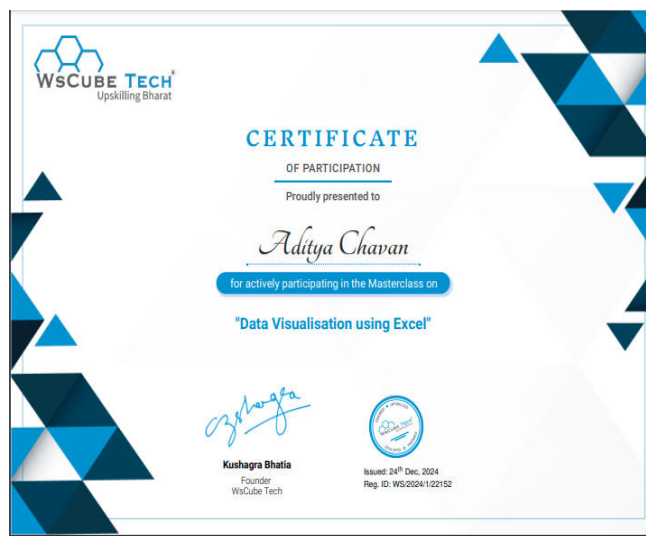 WSCUBE TECH
Upskilling Bharat
CERTIFICATE
OF PARTICIPATION
Proudly presented to
Aditya Chavan
for actively participating in the Masterclass on
"Data Visualisation using Excel"
Kushagra Bhatia
Founder
WsCube Tech
WSCUBE TECH
Issued: 24th Dec, 2024
Reg. ID: WS/2024/1/22152